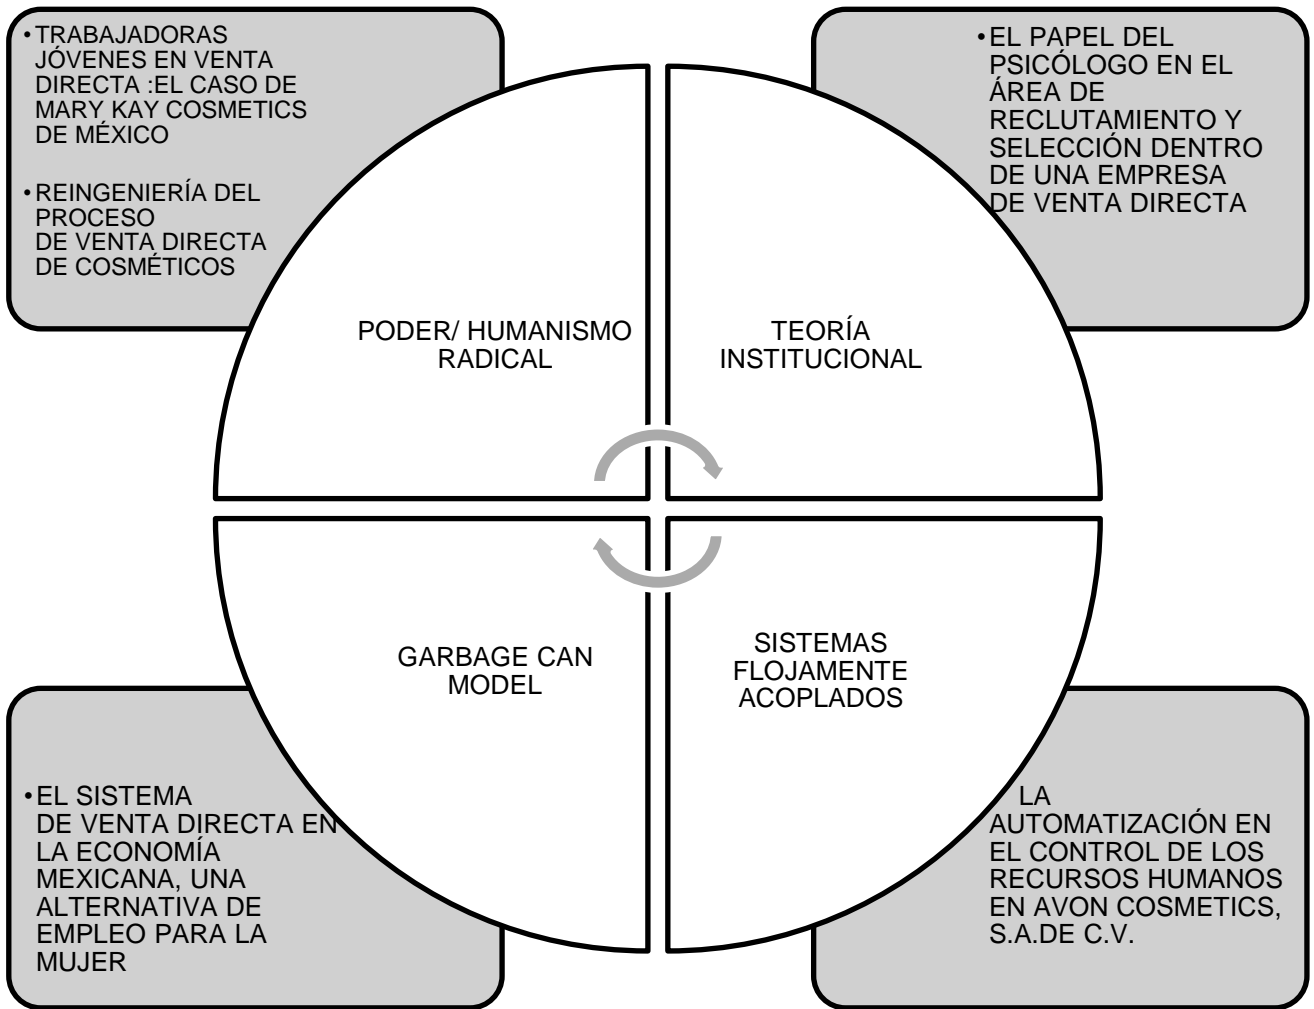 •TRABAJADORAS
JÓVENES EN VENTA
DIRECTA :EL CASO DE
MARY KAY COSMETICS
DE MÉXICO
•REINGENIERÍA DEL
PROCESO
DE VENTA DIRECTA
DE COSMÉTICOS
•EL PAPEL DEL
PSICÓLOGO EN EL
ÁREA DE
RECLUTAMIENTO Y
SELECCIÓN DENTRO
DE UNA EMPRESA
DE VENTA DIRECTA
PODER/ HUMANISMO
RADICAL
TEORÍA
INSTITUCIONAL
GARBAGE CAN
MODEL
SISTEMAS
FLOJAMENTE
ACOPLADOS
•EL SISTEMA
DE VENTA DIRECTA EN
LA ECONOMÍA
MEXICANA, UNA
ALTERNATIVA DE
EMPLEO PARA LA
MUJER
LA
AUTOMATIZACIÓN EN
EL CONTROL DE LOS
RECURSOS HUMANOS
EN AVON COSMETICS,
S.A.DE C.V.